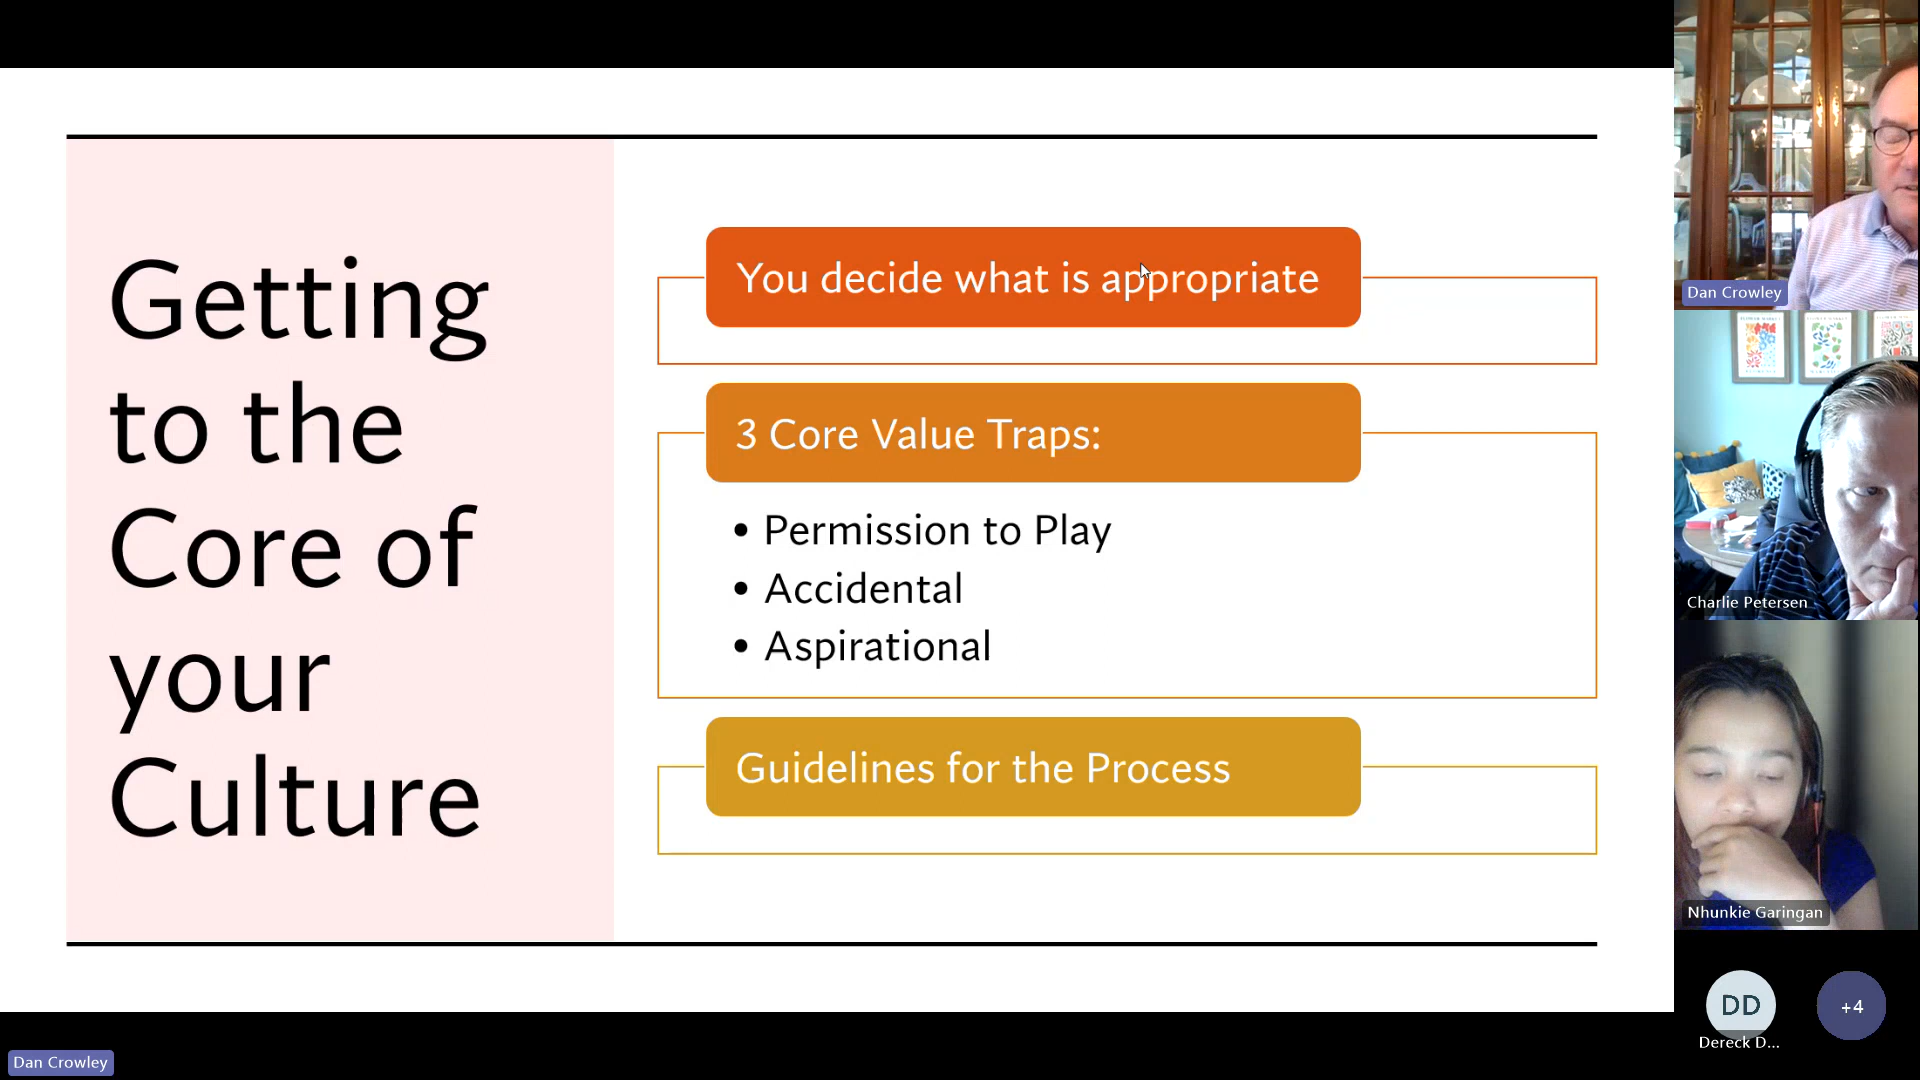 Getting
to the
Core of
your
Culture
You decide what is appropriate
3 Core Value Traps:
• Permission to Play
• Accidental
• Aspirational
Guidelines for the Process
Dan Crowley
Charlie Petersen
Nhunkie Garingan
DD
Dereck D...
+4
Dan Crowley